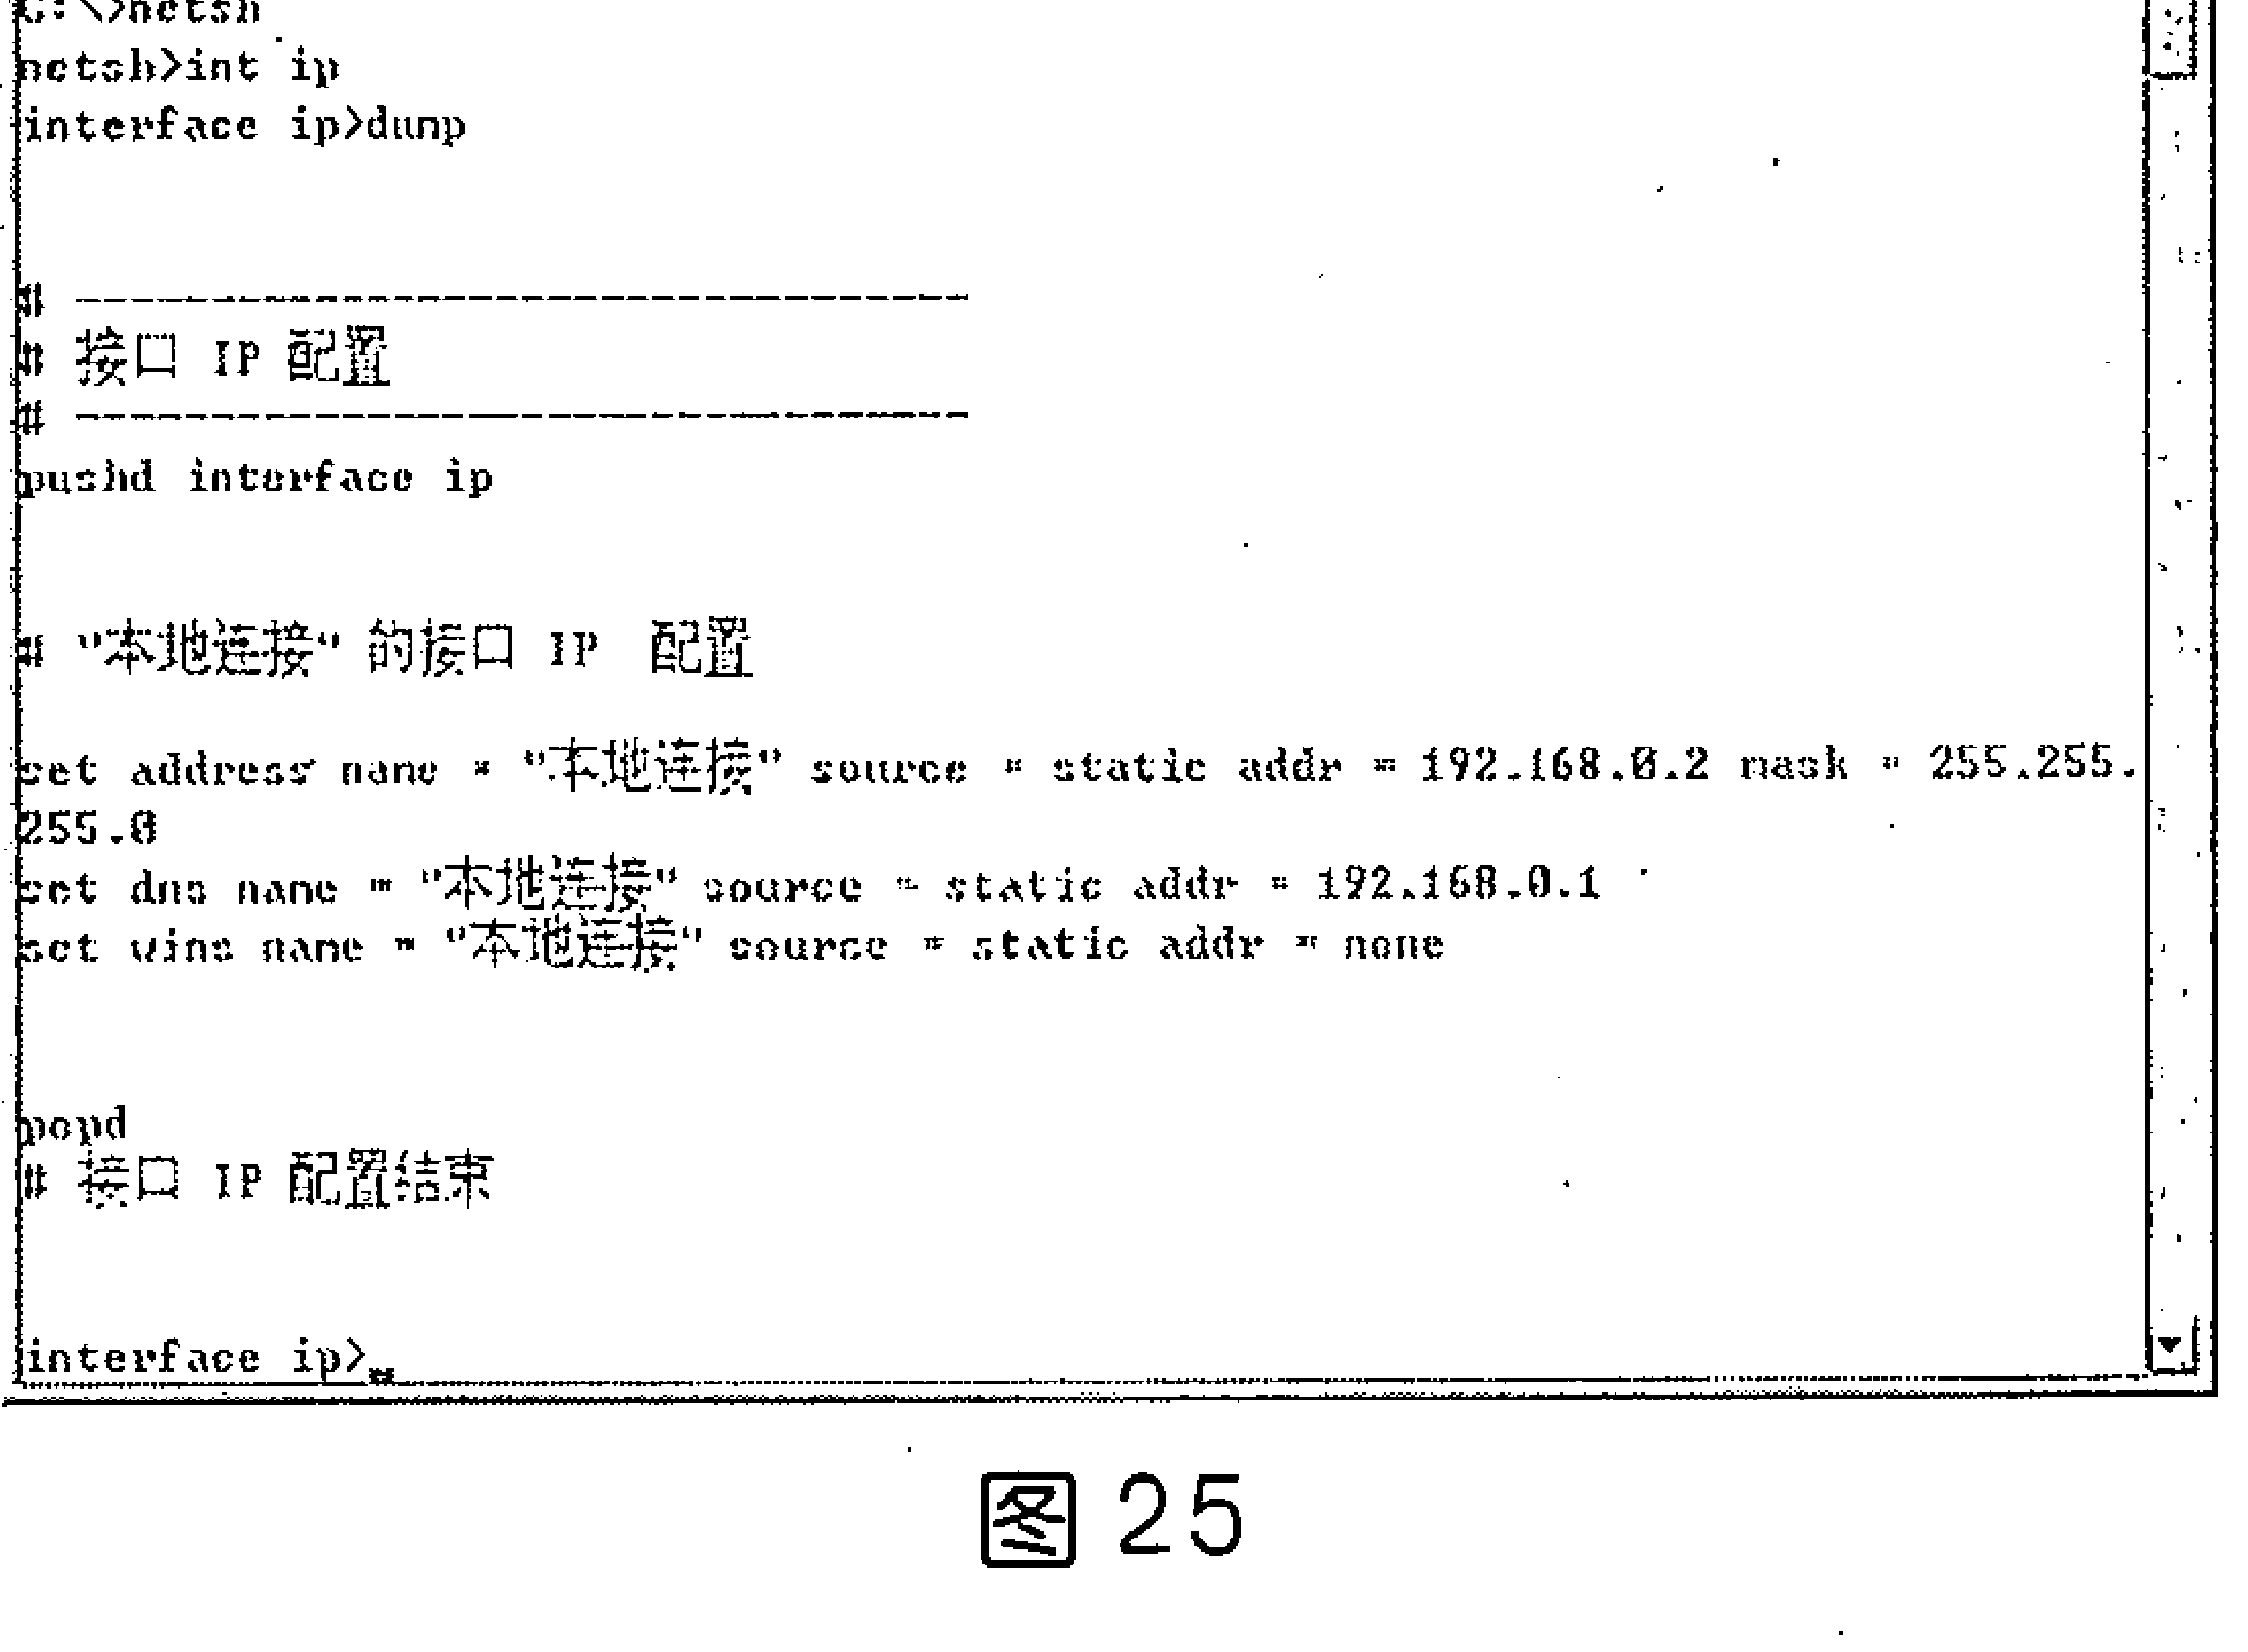 C:\>netsh
netsh>int ip
interface ip>dump
# ----------------------------------
# 接口 IP 配置
# ----------------------------------
pushd interface ip
# "本地连接" 的接口 IP  配置
set address name = "本地连接" source = static addr = 192.168.0.2 mask = 255.255.
255.0
set dns name = "本地连接" source = static addr = 192.168.0.1
set wins name = "本地连接" source = static addr = none
popd
# 接口 IP 配置结束
interface ip>_
图 25